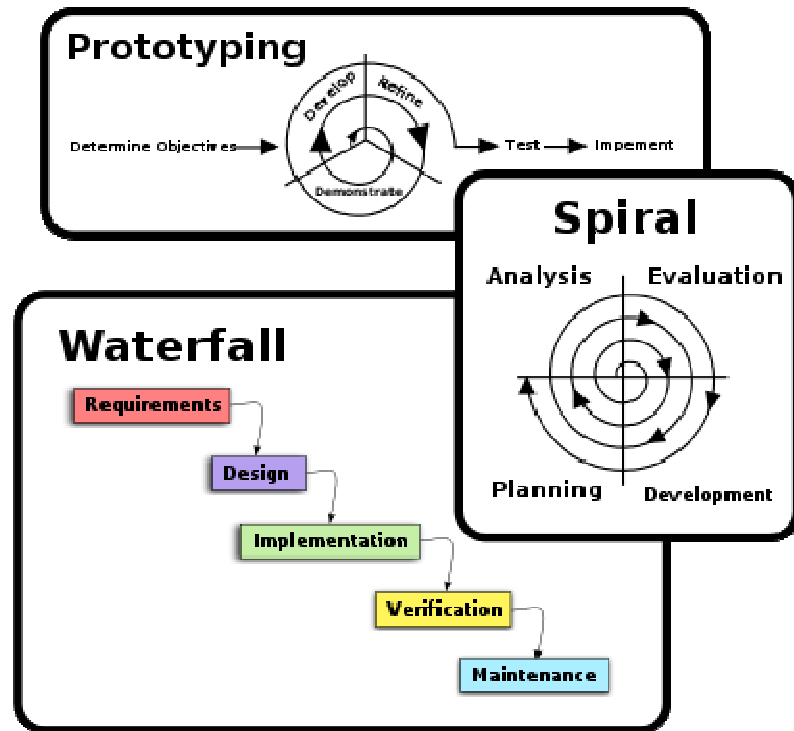 Prototyping
Develop
Refine
Determine Objectives
Test
Impement
Demonstrate
Spiral
Analysis
Evaluation
Planning
Development
Waterfall
Requirements
Design
Implementation
Verification
Maintenance